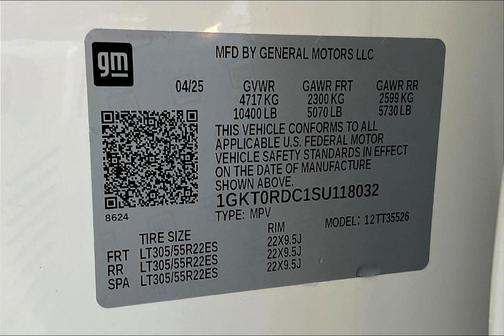 gm
MFD BY GENERAL MOTORS LLC
04/25 GVWR GAWR FRT GAWR RR
4717 KG 2300 KG 2599 KG
10400 LB 5070 LB 5730 LB
THIS VEHICLE CONFORMS TO ALL
APPLICABLE U.S. FEDERAL MOTOR
VEHICLE SAFETY STANDARDS IN EFFECT
ON THE DATE OF MANUFACTURE
SHOWN ABOVE.
1GKT0RDC1SU118032
8624
TYPE: MPV MODEL: 12TT35526
TIRE SIZE RIM
FRT LT305/55R22ES 22X9.5J
RR LT305/55R22ES 22X9.5J
SPA LT305/55R22ES 22X9.5J